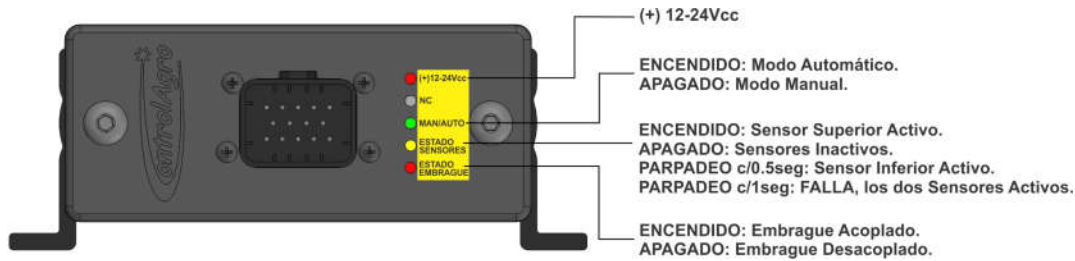 (+) 12-24Vcc
ENCENDIDO: Modo Automático.
APAGADO: Modo Manual.
ENCENDIDO: Sensor Superior Activo.
APAGADO: Sensores Inactivos.
PARPADEO c/0.5seg: Sensor Inferior Activo.
PARPADEO c/1seg: FALLA, los dos Sensores Activos.
ENCENDIDO: Embrague Acoplado.
APAGADO: Embrague Desacoplado.
controlAgro
(+)12-24Vcc
NC
MAN/AUTO
ESTADO
SENSORES
ESTADO
EMBRAGUE